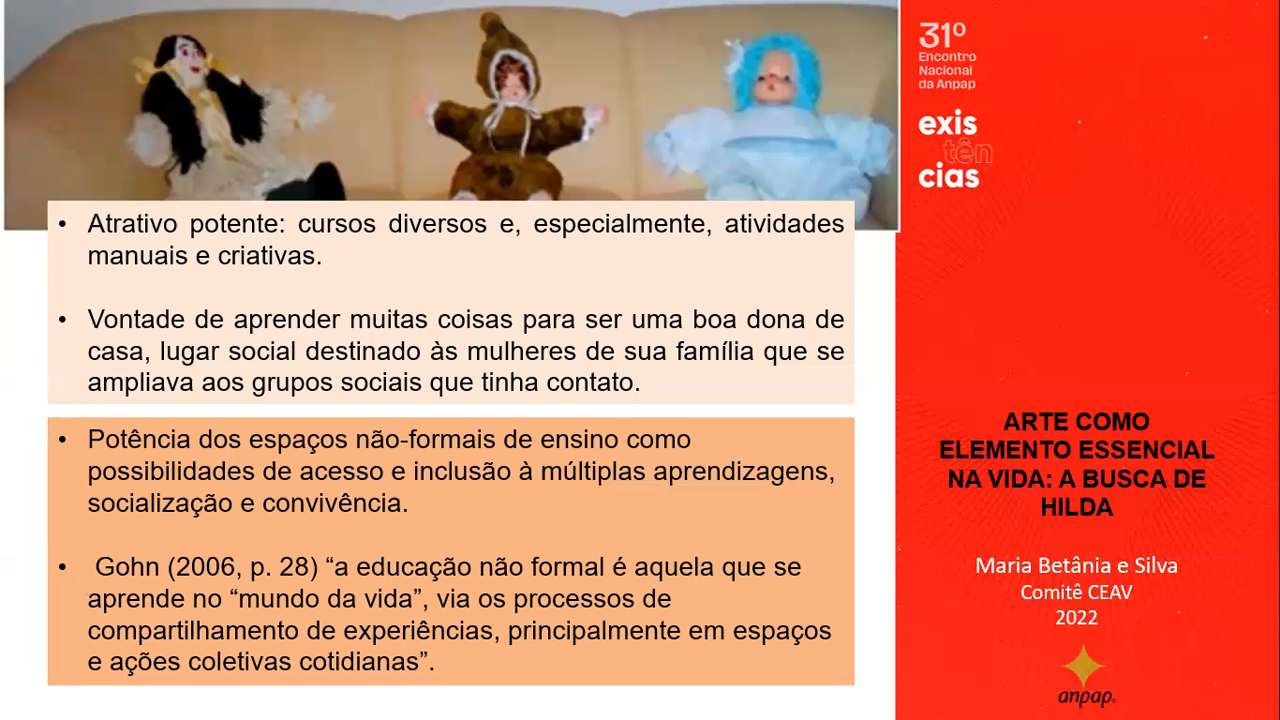 • Atrativo potente: cursos diversos e, especialmente, atividades
manuais e criativas.
• Vontade de aprender muitas coisas para ser uma boa dona de
casa, lugar social destinado às mulheres de sua família que se
ampliava aos grupos sociais que tinha contato.
• Potência dos espaços não-formais de ensino como
possibilidades de acesso e inclusão à múltiplas aprendizagens,
socialização e convivência.
• Gohn (2006, p. 28) “a educação não formal é aquela que se
aprende no “mundo da vida”, via os processos de
compartilhamento de experiências, principalmente em espaços
e ações coletivas cotidianas”.
31º
Encontro
Nacional
da Anpap
exis
tên
cias
ARTE COMO
ELEMENTO ESSENCIAL
NA VIDA: A BUSCA DE
HILDA
Maria Betânia e Silva
Comitê CEAV
2022
anpap